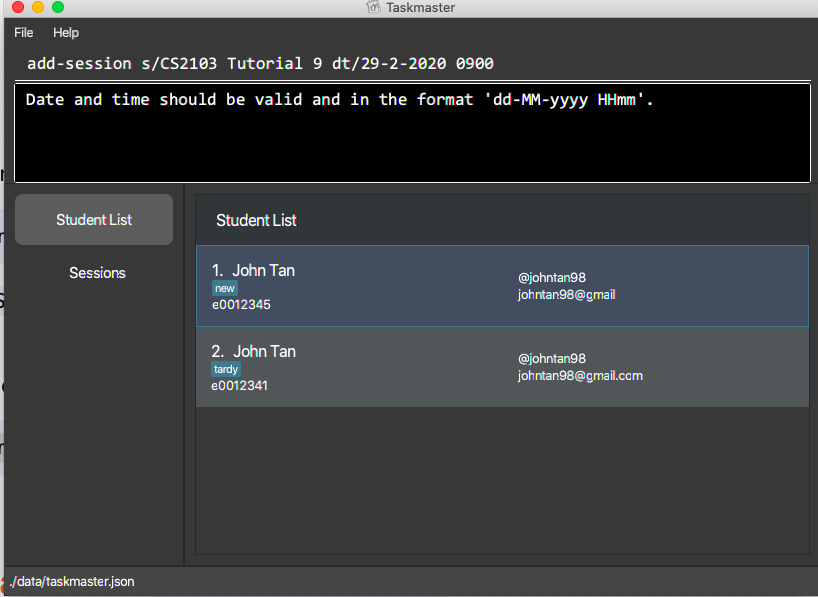 Taskmaster
File Help
add-session s/CS2103 Tutorial 9 dt/29-2-2020 0900
Date and time should be valid and in the format 'dd-MM-yyyy HHmm'.
Student List
Sessions
Student List
1. John Tan
new
e0012345
@johntan98
johntan98@gmail
2. John Tan
tardy
e0012341
@johntan98
johntan98@gmail.com
./data/taskmaster.json